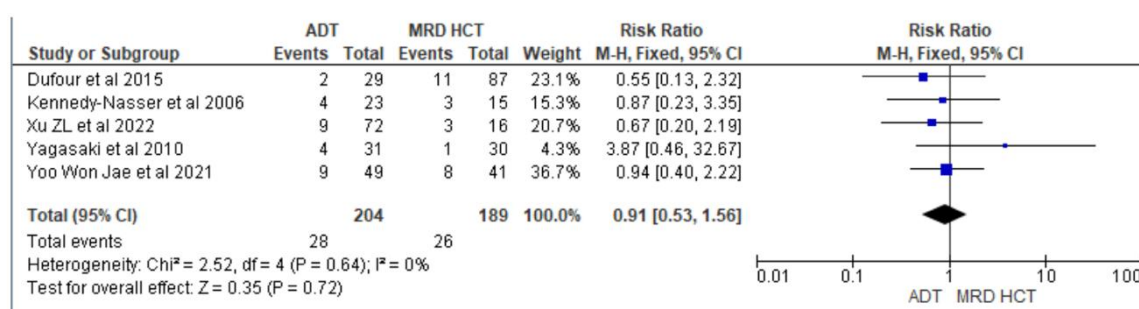 ADT MRD HCT Risk Ratio Risk Ratio
Study or Subgroup Events Total Events Total Weight M-H, Fixed, 95% CI M-H, Fixed, 95% CI
Dufour et al 2015 2 29 11 87 23.1% 0.55 [0.13, 2.32]
Kennedy-Nasser et al 2006 4 23 3 15 15.3% 0.87 [0.23, 3.35]
Xu ZL et al 2022 9 72 3 16 20.7% 0.67 [0.20, 2.19]
Yagasaki et al 2010 4 31 1 30 4.3% 3.87 [0.46, 32.67]
Yoo Won Jae et al 2021 9 49 8 41 36.7% 0.94 [0.40, 2.22]
Total (95% CI) 204 189 100.0% 0.91 [0.53, 1.56]
Total events 28 26
Heterogeneity: Chi² = 2.52, df = 4 (P = 0.64); I² = 0%
Test for overall effect: Z = 0.35 (P = 0.72)
0.01 0.1 1 10 100
ADT MRD HCT